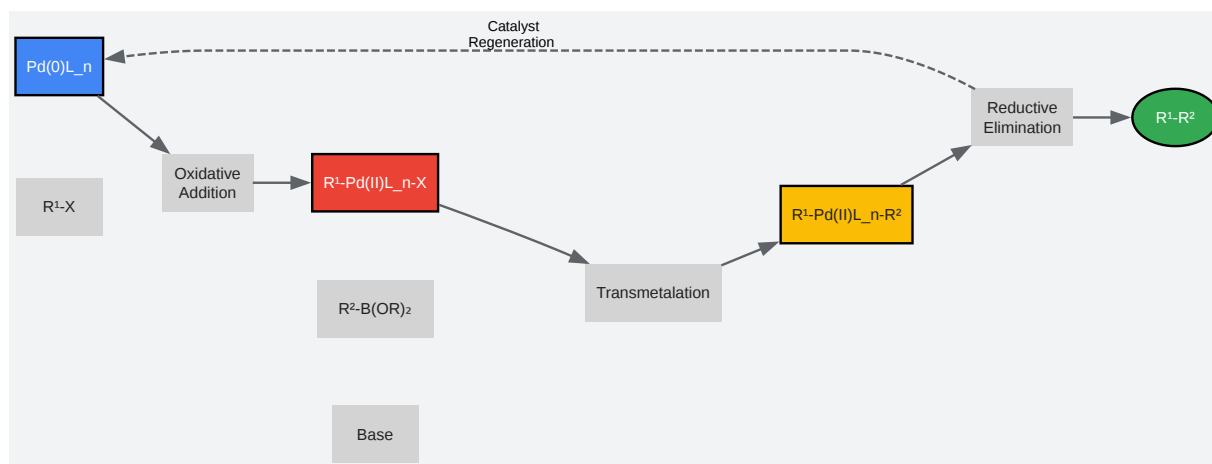 Catalyst
Regeneration
Pd(0)L_n
Reductive
Elimination
R¹-R²
Oxidative
Addition
R¹-Pd(II)L_n-X
R¹-X
R¹-Pd(II)L_n-R²
R²-B(OR)₂
Transmetalation
Base